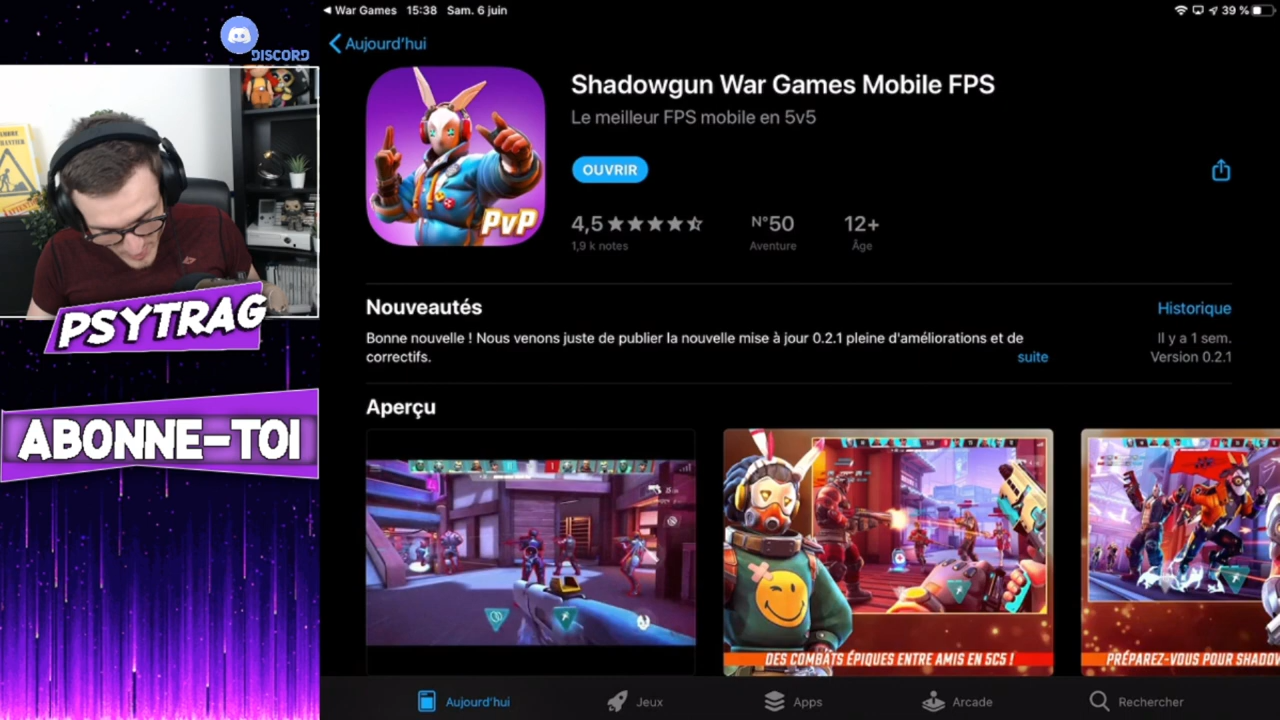 DISCORD
PSYTRAG
ABONNE-TOI
War Games 15:38 Sam. 6 juin
39 %
Aujourd'hui
Shadowgun War Games Mobile FPS
Le meilleur FPS mobile en 5v5
OUVRIR
PvP
4,5
N°50
12+
1,9 k notes
Aventure
Âge
Nouveautés
Historique
Bonne nouvelle ! Nous venons juste de publier la nouvelle mise à jour 0.2.1 pleine d'améliorations et de
correctifs.
suite
Il y a 1 sem.
Version 0.2.1
Aperçu
DES COMBATS ÉPIQUES ENTRE AMIS EN 5C5 !
PRÉPAREZ-VOUS POUR SHADOW
Aujourd'hui
Jeux
Apps
Arcade
Rechercher